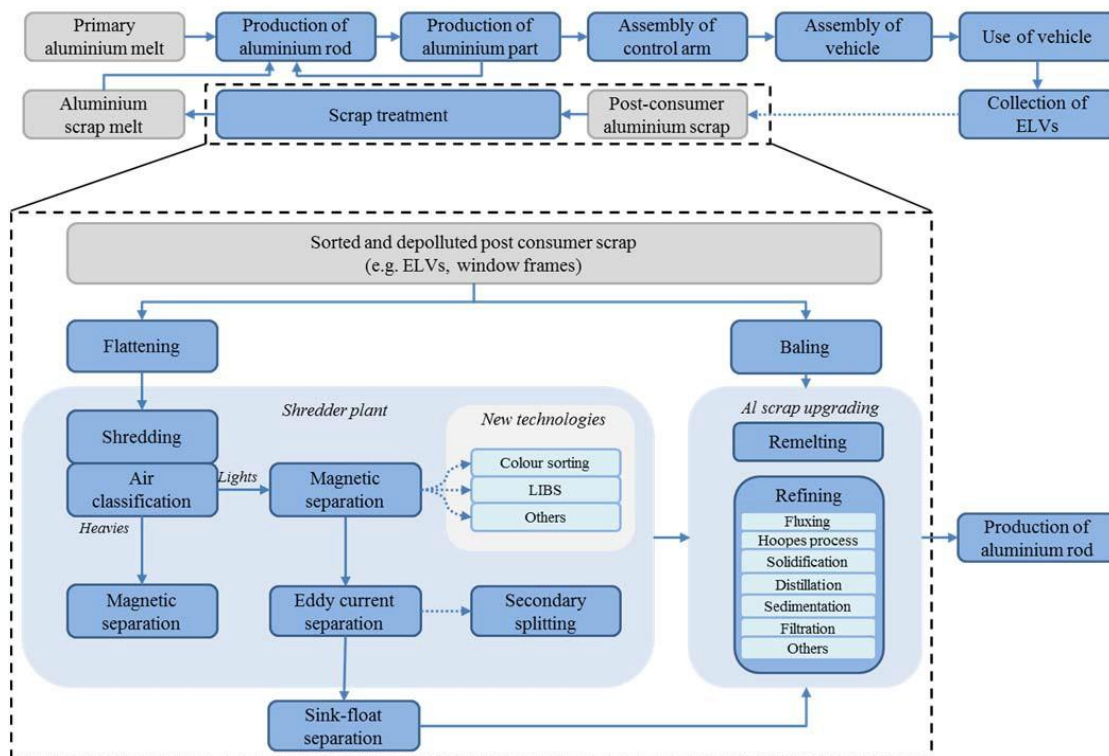 Primary
aluminium melt
Production of
aluminium rod
Production of
aluminium part
Assembly of
control arm
Assembly of
vehicle
Use of vehicle
Aluminium
scrap melt
Scrap treatment
Post-consumer
aluminium scrap
Collection of
ELVs
Sorted and depolluted post consumer scrap
(e.g. ELVs, window frames)
Flattening
Baling
Shredder plant
New technologies
Al scrap upgrading
Shredding
Air
classification
Lights
Heavies
Magnetic
separation
Colour sorting
LIBS
Others
Remelting
Refining
Fluxing
Hoopes process
Solidification
Distillation
Sedimentation
Filtration
Others
Production of
aluminium rod
Magnetic
separation
Eddy current
separation
Secondary
splitting
Sink-float
separation